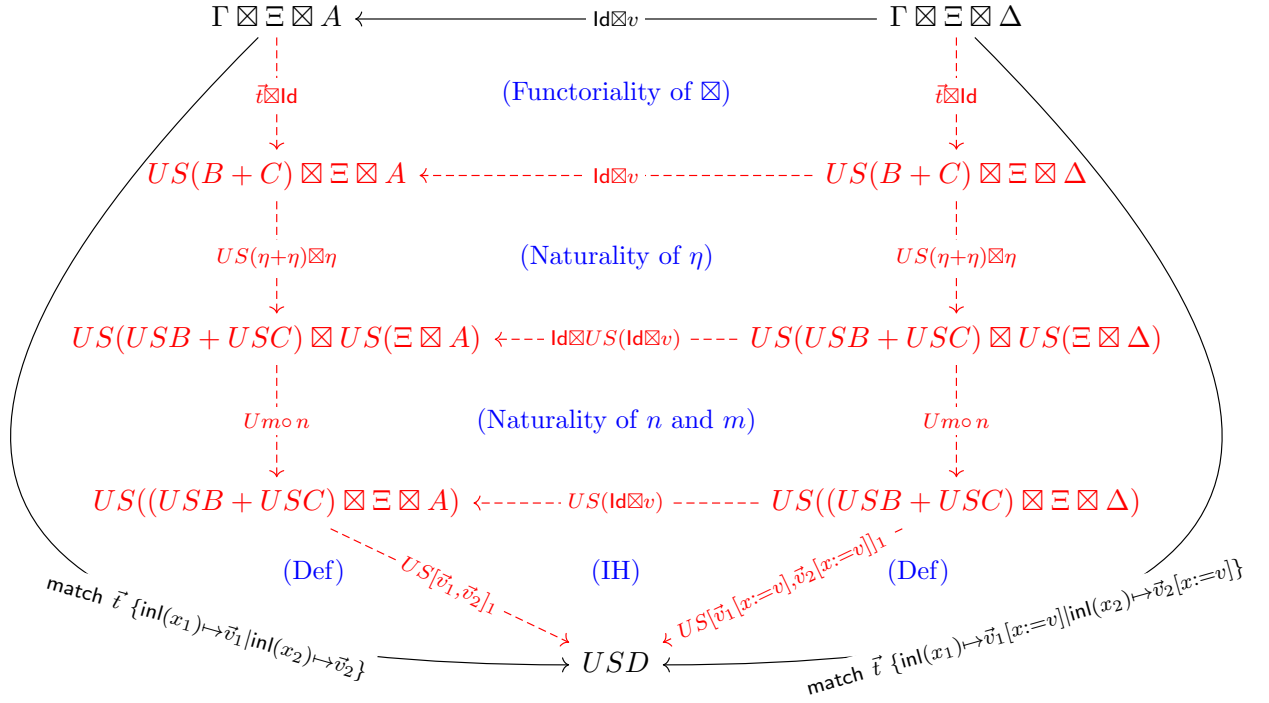 Γ ⊠ Ξ ⊠ A Id⊠v Γ ⊠ Ξ ⊠ Δ
(Functoriality of ⊠)
t⃗⊠Id t⃗⊠Id
US(B + C) ⊠ Ξ ⊠ A Id⊠v US(B + C) ⊠ Ξ ⊠ Δ
US(η+η)⊠η (Naturality of η) US(η+η)⊠η
US(USB + USC) ⊠ US(Ξ ⊠ A) Id⊠US(Id⊠v) US(USB + USC) ⊠ US(Ξ ⊠ Δ)
Um∘n (Naturality of n and m) Um∘n
US((USB + USC) ⊠ Ξ ⊠ A) US(Id⊠v) US((USB + USC) ⊠ Ξ ⊠ Δ)
(Def) US[v⃗₁,v⃗₂]₁ (IH) US[v⃗₁[x:=v],v⃗₂[x:=v]]₁ (Def)
match t⃗ {inl(x₁)↦v⃗₁|inl(x₂)↦v⃗₂} USD match t⃗ {inl(x₁)↦v⃗₁[x:=v]|inl(x₂)↦v⃗₂[x:=v]}